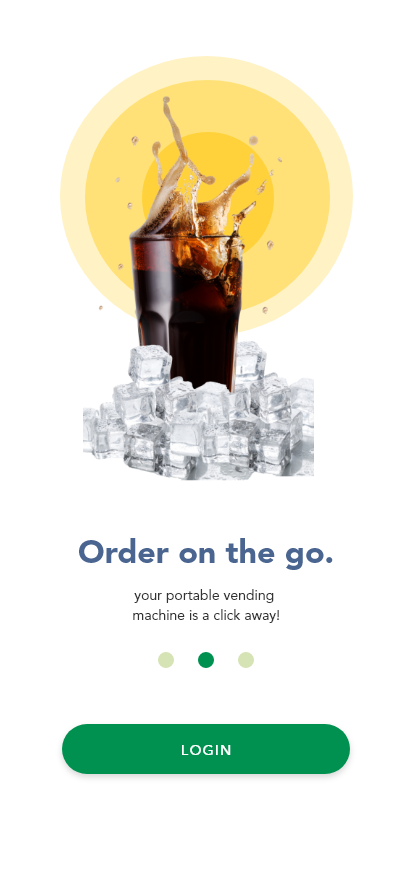 Order on the go.
your portable vending
machine is a click away!
LOGIN